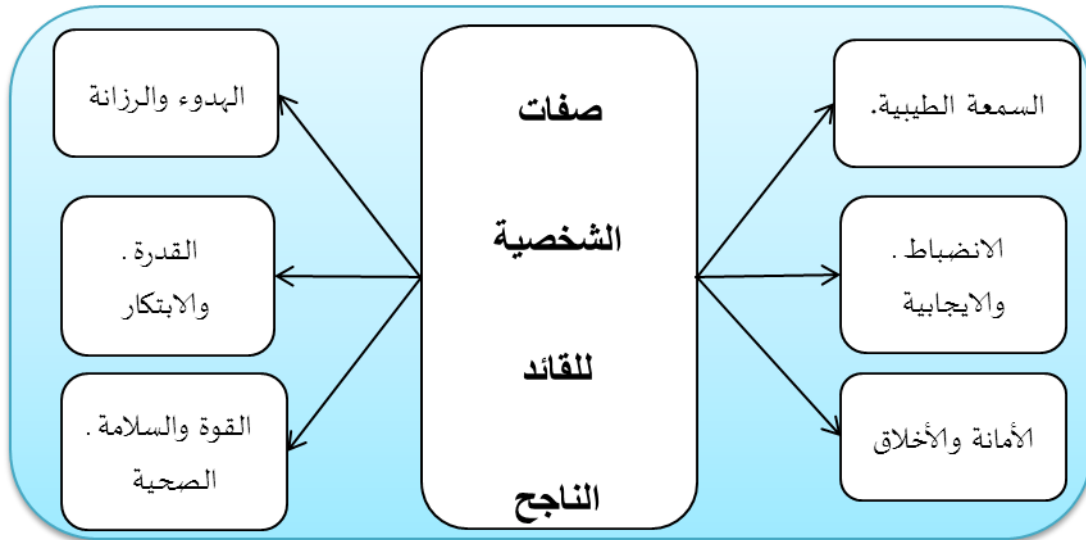 صفات
الشخصية
للقائد
الناجح
السمعة الطيبية.
الانضباط .
والايجابية
الأمانة والأخلاق
الهدوء والرزانة
القدرة .
والابتكار
القوة والسلامة .
الصحية